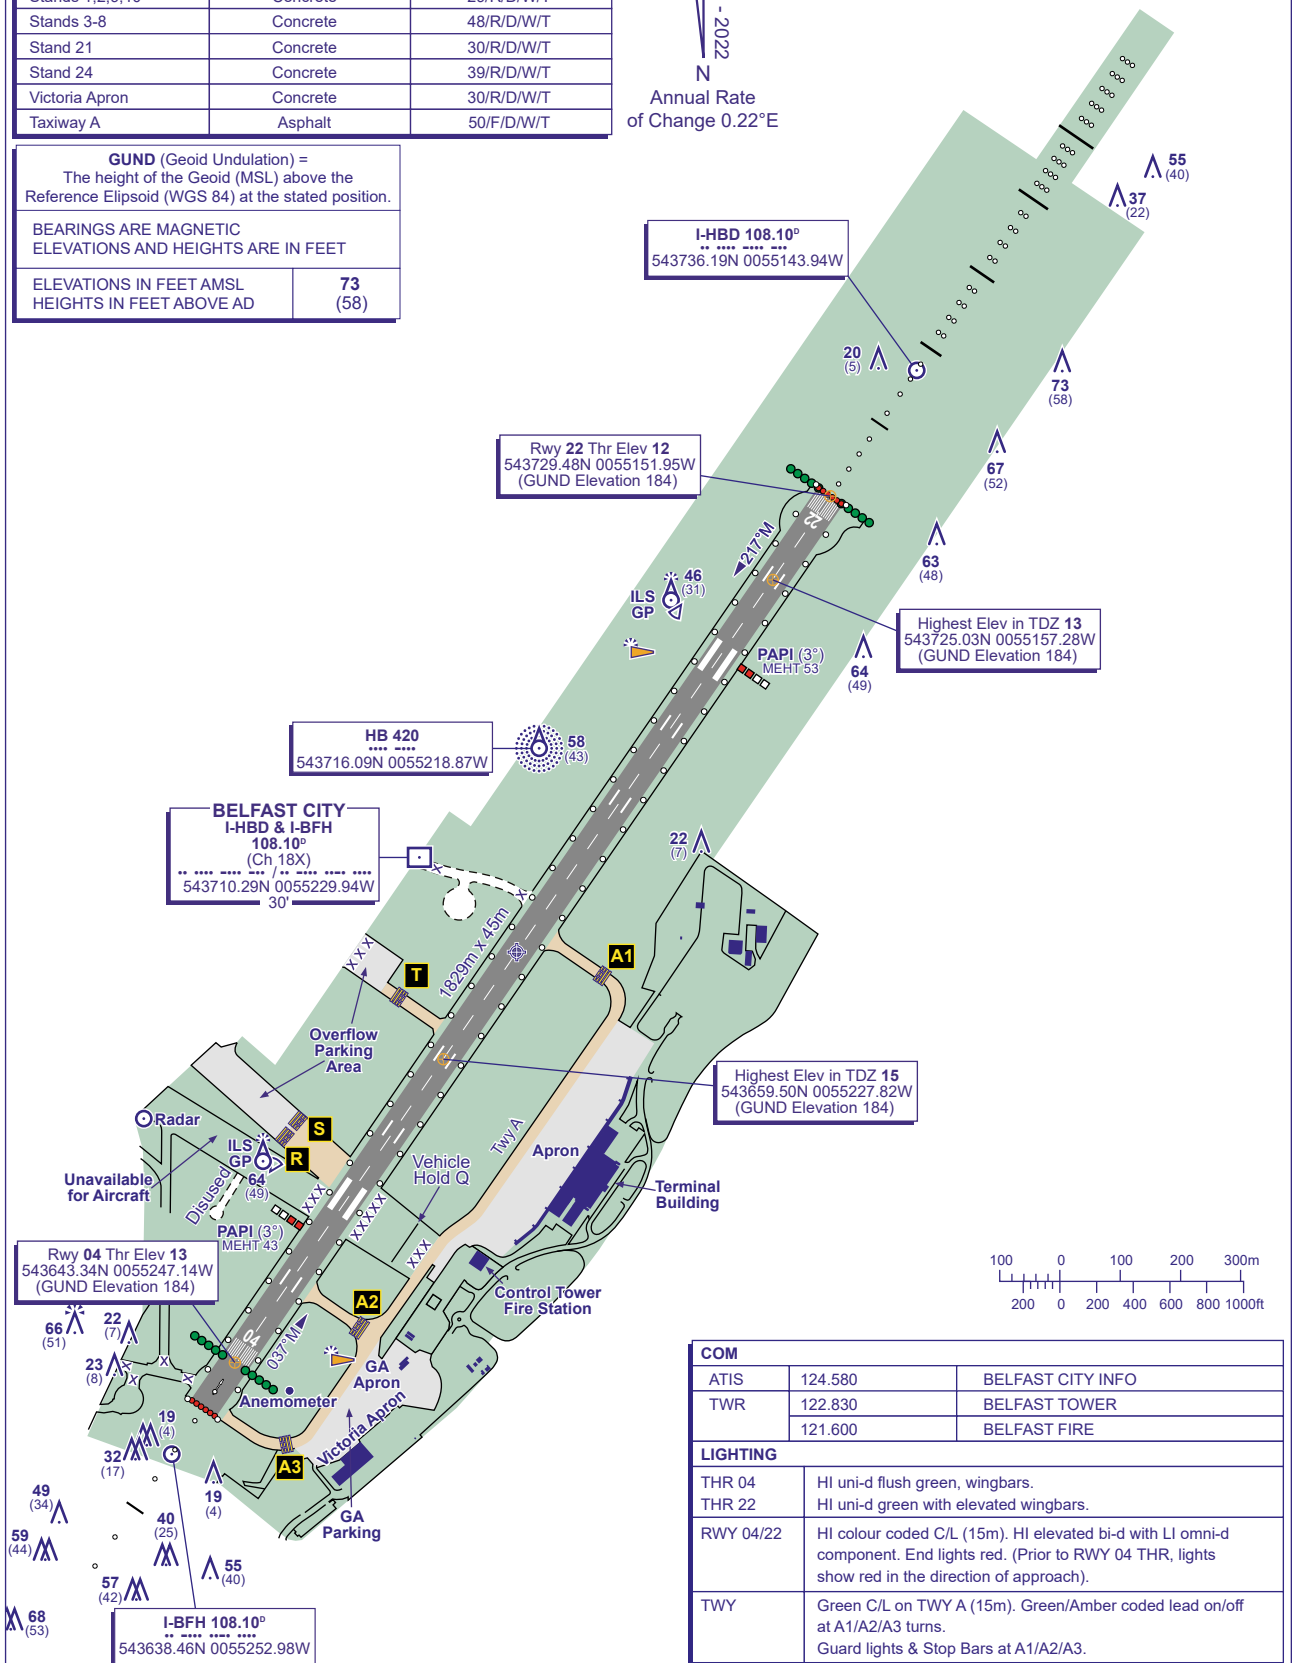 Concrete
Stands 3-8 Concrete 48/R/D/W/T
Stand 21 Concrete 30/R/D/W/T
Stand 24 Concrete 39/R/D/W/T
Victoria Apron Concrete 30/R/D/W/T
Taxiway A Asphalt 50/F/D/W/T
- 2022
N
Annual Rate
of Change 0.22°E
GUND (Geoid Undulation) =
The height of the Geoid (MSL) above the
Reference Elipsoid (WGS 84) at the stated position.
BEARINGS ARE MAGNETIC
ELEVATIONS AND HEIGHTS ARE IN FEET
ELEVATIONS IN FEET AMSL 73
HEIGHTS IN FEET ABOVE AD (58)
55
(40)
37
(22)
I-HBD 108.10ᴰ
543736.19N 0055143.94W
20
(5)
73
(58)
Rwy 22 Thr Elev 12
543729.48N 0055151.95W
(GUND Elevation 184)
67
(52)
22
217°M
63
(48)
ILS
GP
46
(31)
Highest Elev in TDZ 13
543725.03N 0055157.28W
(GUND Elevation 184)
PAPI (3°)
MEHT 53
64
(49)
HB 420
543716.09N 0055218.87W
58
(43)
BELFAST CITY
I-HBD & I-BFH
108.10ᴰ
(Ch 18X)
543710.29N 0055229.94W
30'
22
(7)
X
X
1829m x 45m
A1
XXX
T
Overflow
Parking
Area
Highest Elev in TDZ 15
543659.50N 0055227.82W
(GUND Elevation 184)
Radar
S
R
ILS
GP
64
(49)
Twy A
Apron
Vehicle
Hold Q
Unavailable
for Aircraft
Disused
XXX
XXXXX
XXX
Terminal
Building
PAPI (3°)
MEHT 43
Rwy 04 Thr Elev 13
543643.34N 0055247.14W
(GUND Elevation 184)
Control Tower
Fire Station
100 0 100 200 300m
200 0 200 400 600 800 1000ft
A2
66
(51)
22
(7)
04
037°M
23
(8)
X
X
X
X
GA
Apron
Anemometer
Victoria Apron
19
(4)
32
(17)
A3
19
(4)
GA
Parking
49
(34)
59
(44)
40
(25)
55
(40)
57
(42)
68
(53)
I-BFH 108.10ᴰ
543638.46N 0055252.98W
COM
ATIS 124.580 BELFAST CITY INFO
TWR 122.830 BELFAST TOWER
121.600 BELFAST FIRE
LIGHTING
THR 04 HI uni-d flush green, wingbars.
THR 22 HI uni-d green with elevated wingbars.
RWY 04/22 HI colour coded C/L (15m). HI elevated bi-d with LI omni-d
component. End lights red. (Prior to RWY 04 THR, lights
show red in the direction of approach).
TWY Green C/L on TWY A (15m). Green/Amber coded lead on/off
at A1/A2/A3 turns.
Guard lights & Stop Bars at A1/A2/A3.